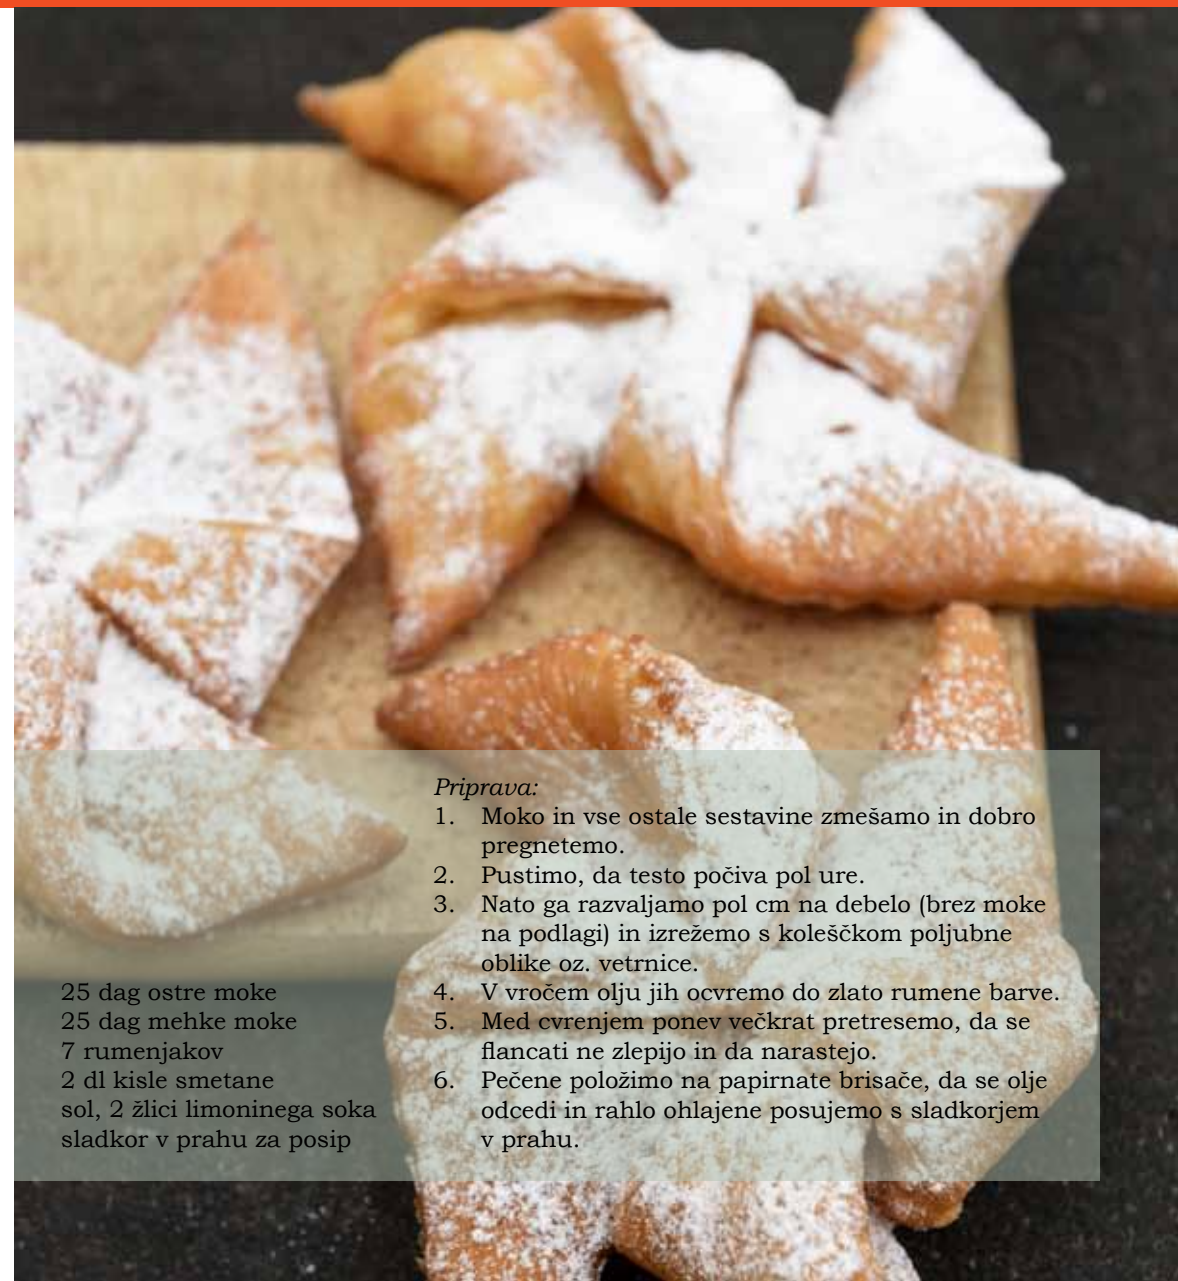 25 dag ostre moke
25 dag mehke moke
7 rumenjakov
2 dl kisle smetane
sol, 2 žlici limoninega soka
sladkor v prahu za posip
Priprava:
1. Moko in vse ostale sestavine zmešamo in dobro
pregnetemo.
2. Pustimo, da testo počiva pol ure.
3. Nato ga razvaljamo pol cm na debelo (brez moke
na podlagi) in izrežemo s koleščkom poljubne
oblike oz. vetrnice.
4. V vročem olju jih ocvremo do zlato rumene barve.
5. Med cvrenjem ponev večkrat pretresemo, da se
flancati ne zlepijo in da narastejo.
6. Pečene položimo na papirnate brisače, da se olje
odcedi in rahlo ohlajene posujemo s sladkorjem
v prahu.